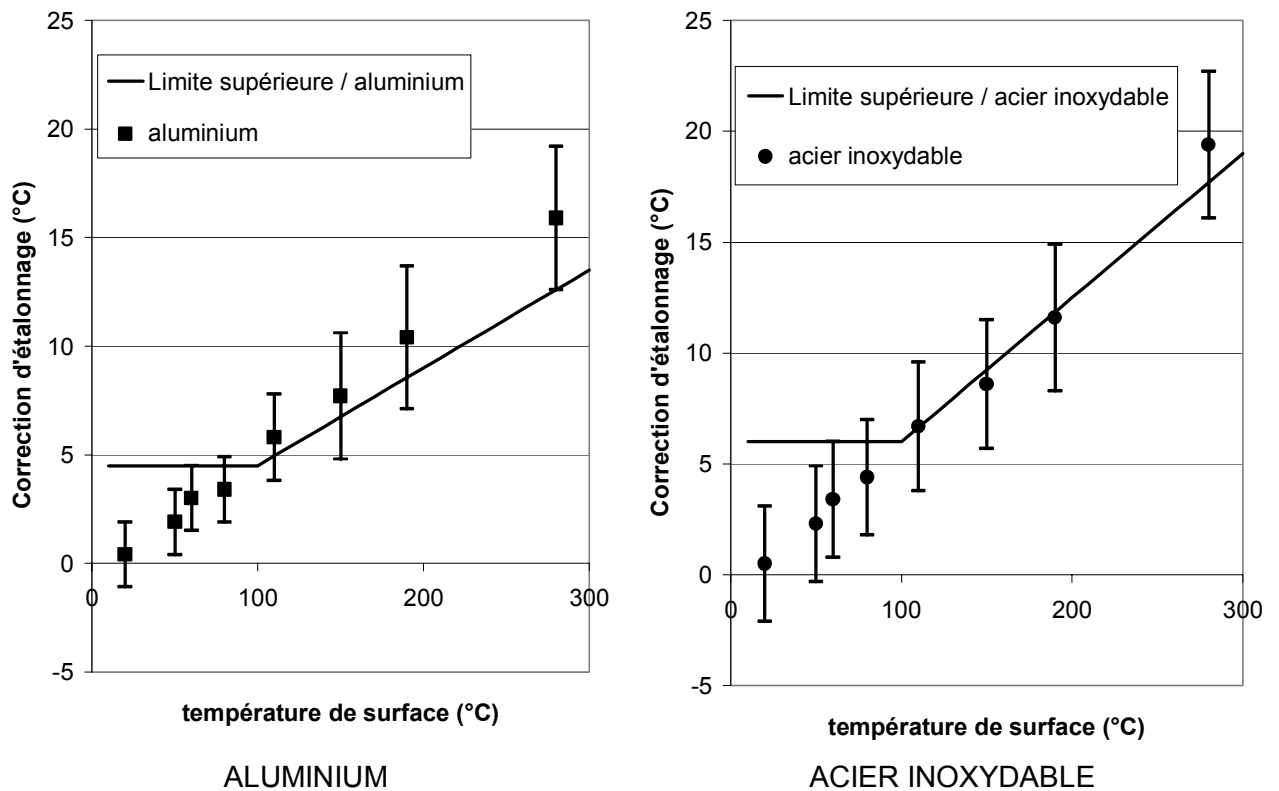 25
20
15
10
5
0
-5
0
100
200
300
Correction d'étalonnage (°C)
Limite supérieure / aluminium
aluminium
température de surface (°C)
ALUMINIUM
25
20
15
10
5
0
-5
0
100
200
300
Correction d'étalonnage (°C)
Limite supérieure / acier inoxydable
acier inoxydable
température de surface (°C)
ACIER INOXYDABLE